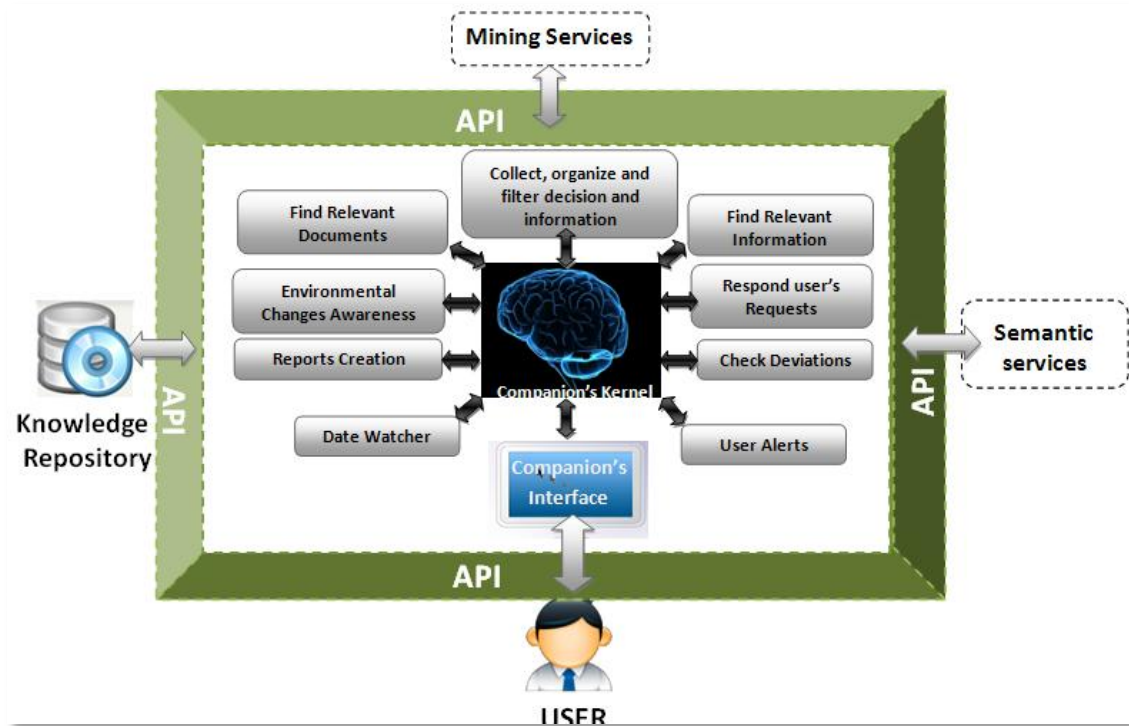 Mining Services
API
Collect, organize and
filter decision and
information
Find Relevant
Documents
Find Relevant
Information
Environmental
Changes Awareness
Respond user's
Requests
Reports Creation
Companion's Kernel
Check Deviations
Date Watcher
User Alerts
Companion's
Interface
API
Knowledge
Repository
API
Semantic
services
API
USER